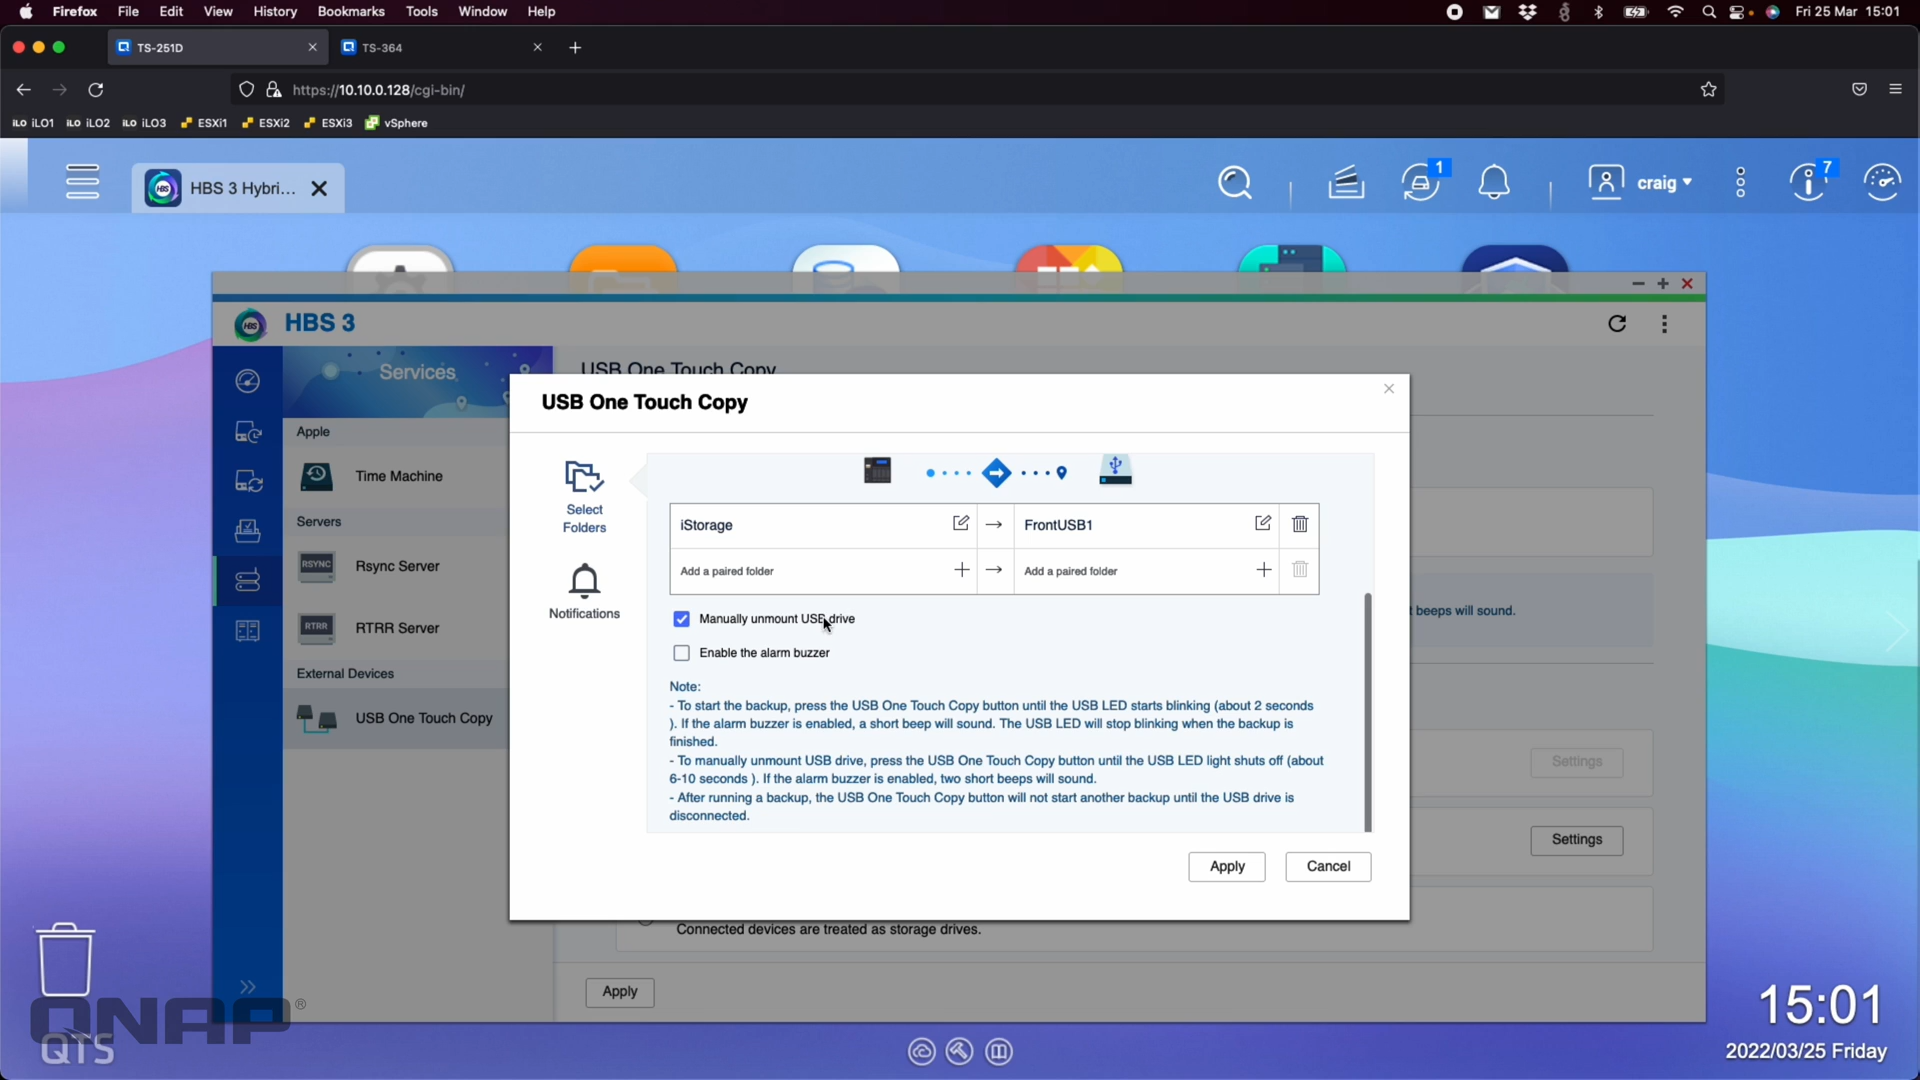 Firefox File Edit View History Bookmarks Tools Window Help Fri 25 Mar 15:01
TS-251D
TS-364
https://10.10.0.128/cgi-bin/
iLO iLO1 iLO iLO2 iLO iLO3 ESXi1 ESXi2 ESXi3 vSphere
HBS HBS 3 Hybri...
1
craig
7
HBS HBS 3
Services
USB One Touch Copy
Apple
Time Machine
Servers
RSYNC Rsync Server
RTRR RTRR Server
External Devices
USB One Touch Copy
USB One Touch Copy
Select
Folders
Notifications
iStorage
FrontUSB1
Add a paired folder
Add a paired folder
Manually unmount USB drive
Enable the alarm buzzer
Note:
- To start the backup, press the USB One Touch Copy button until the USB LED starts blinking (about 2 seconds
). If the alarm buzzer is enabled, a short beep will sound. The USB LED will stop blinking when the backup is
finished.
- To manually unmount USB drive, press the USB One Touch Copy button until the USB LED light shuts off (about
6-10 seconds ). If the alarm buzzer is enabled, two short beeps will sound.
- After running a backup, the USB One Touch Copy button will not start another backup until the USB drive is
disconnected.
Apply
Cancel
beeps will sound.
Settings
Settings
Connected devices are treated as storage drives.
Apply
QNAP®
QTS
15:01
2022/03/25 Friday